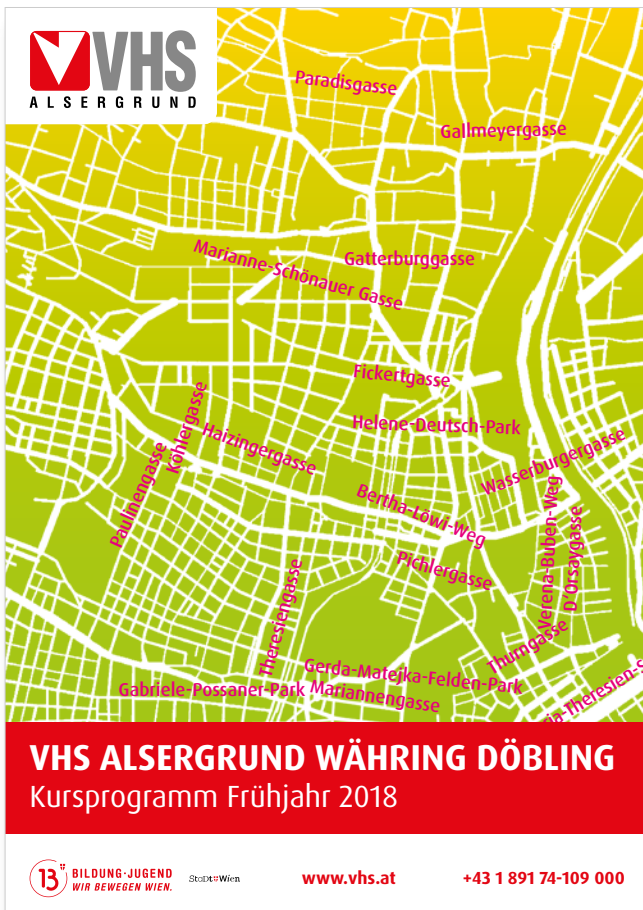 VHS
ALSERGRUND
Paradisgasse
Gallmeyergasse
Marianne-Schönauer Gasse
Gatterburggasse
Fickertgasse
Helene-Deutsch-Park
Köhlergasse
Haizingergasse
Paulinengasse
Wasserburgergasse
Bertha-Löwi-Weg
Verena-Buben-Weg
D'Orsaygasse
Pichlergasse
Theresiengasse
Thurngasse
Gerda-Matejka-Felden-Park
Gabriele-Possaner-Park
Mariannengasse
ia-Theresien-S
VHS ALSERGRUND WÄHRING DÖBLING
Kursprogramm Frühjahr 2018
13
BILDUNG·JUGEND
WIR BEWEGEN WIEN.
StaDt Wien
www.vhs.at
+43 1 891 74-109 000